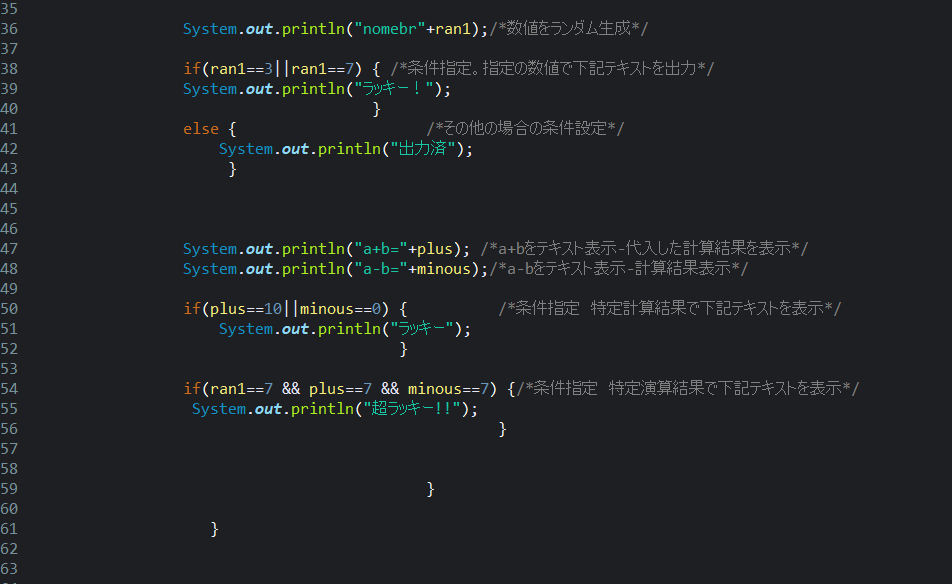 35
36 System.out.println("nomebr"+ran1);/*数値をランダム生成*/
37
38 if(ran1==3||ran1==7) { /*条件指定。指定の数値で下記テキストを出力*/
39 System.out.println("ラッキー！");
40 }
41 else { /*その他の場合の条件設定*/
42 System.out.println("出力済");
43 }
44
45
46
47 System.out.println("a+b="+plus); /*a+bをテキスト表示-代入した計算結果を表示*/
48 System.out.println("a-b="+minous);/*a-bをテキスト表示-計算結果表示*/
49
50 if(plus==10||minous==0) { /*条件指定　特定計算結果で下記テキストを表示*/
51 System.out.println("ラッキー");
52 }
53
54 if(ran1==7 && plus==7 && minous==7) {/*条件指定　特定演算結果で下記テキストを表示*/
55 System.out.println("超ラッキー!!");
56 }
57
58
59 }
60
61 }
62
63